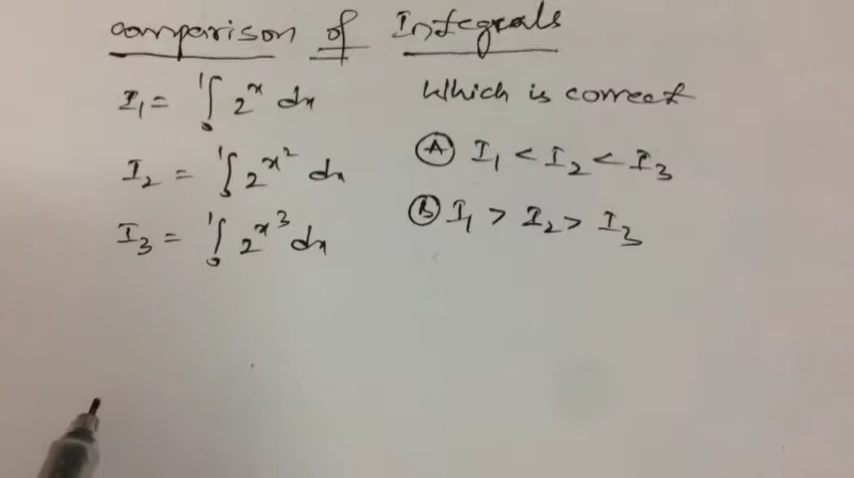 comparison of Integrals
I₁ = ∫₀¹ 2^x dx Which is correct
I₂ = ∫₀¹ 2^x² dx Ⓐ I₁ < I₂ < I₃
I₃ = ∫₀¹ 2^x³ dx Ⓑ I₁ > I₂ > I₃